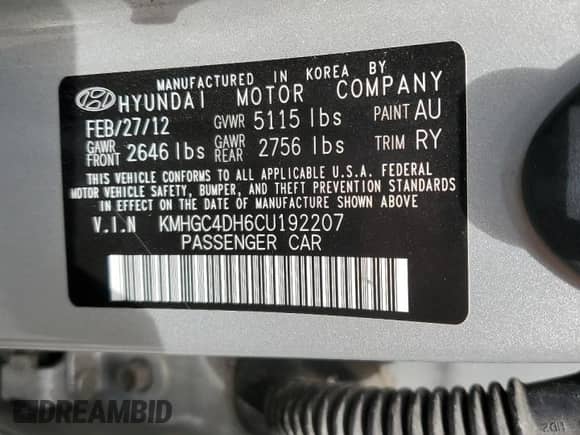 MANUFACTURED IN KOREA BY
HYUNDAI MOTOR COMPANY
FEB/27/12 GVWR 5115 lbs PAINT AU
GAWR FRONT 2646 lbs GAWR REAR 2756 lbs TRIM RY
THIS VEHICLE CONFORMS TO ALL APPLICABLE U.S.A. FEDERAL
MOTOR VEHICLE SAFETY, BUMPER, AND THEFT PREVENTION STANDARDS
IN EFFECT ON THE DATE OF MANUFACTURE SHOWN ABOVE.
V.I.N KMHGC4DH6CU192207
PASSENGER CAR
DREAMBID